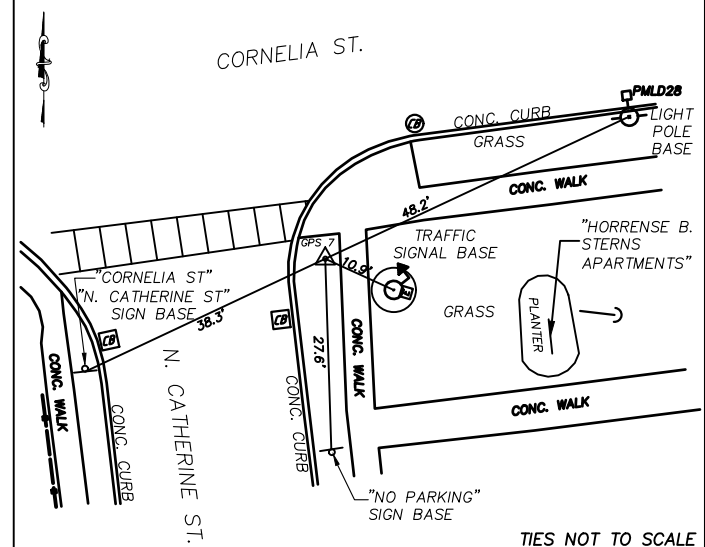 CORNELIA ST.
PMLD28
CB
CONC. CURB
LIGHT
POLE
BASE
GRASS
CONC. WALK
48.2'
GPS 7
TRAFFIC
SIGNAL BASE
10.9'
"HORRENSE B.
STERNS
APARTMENTS"
"CORNELIA ST"
"N. CATHERINE ST"
SIGN BASE
38.3'
E
GRASS
PLANTER
CB
CB
27.6'
CONC. WALK
CONC. WALK
CONC. CURB
N. CATHERINE ST.
CONC. CURB
CONC. WALK
"NO PARKING"
SIGN BASE
TIES NOT TO SCALE